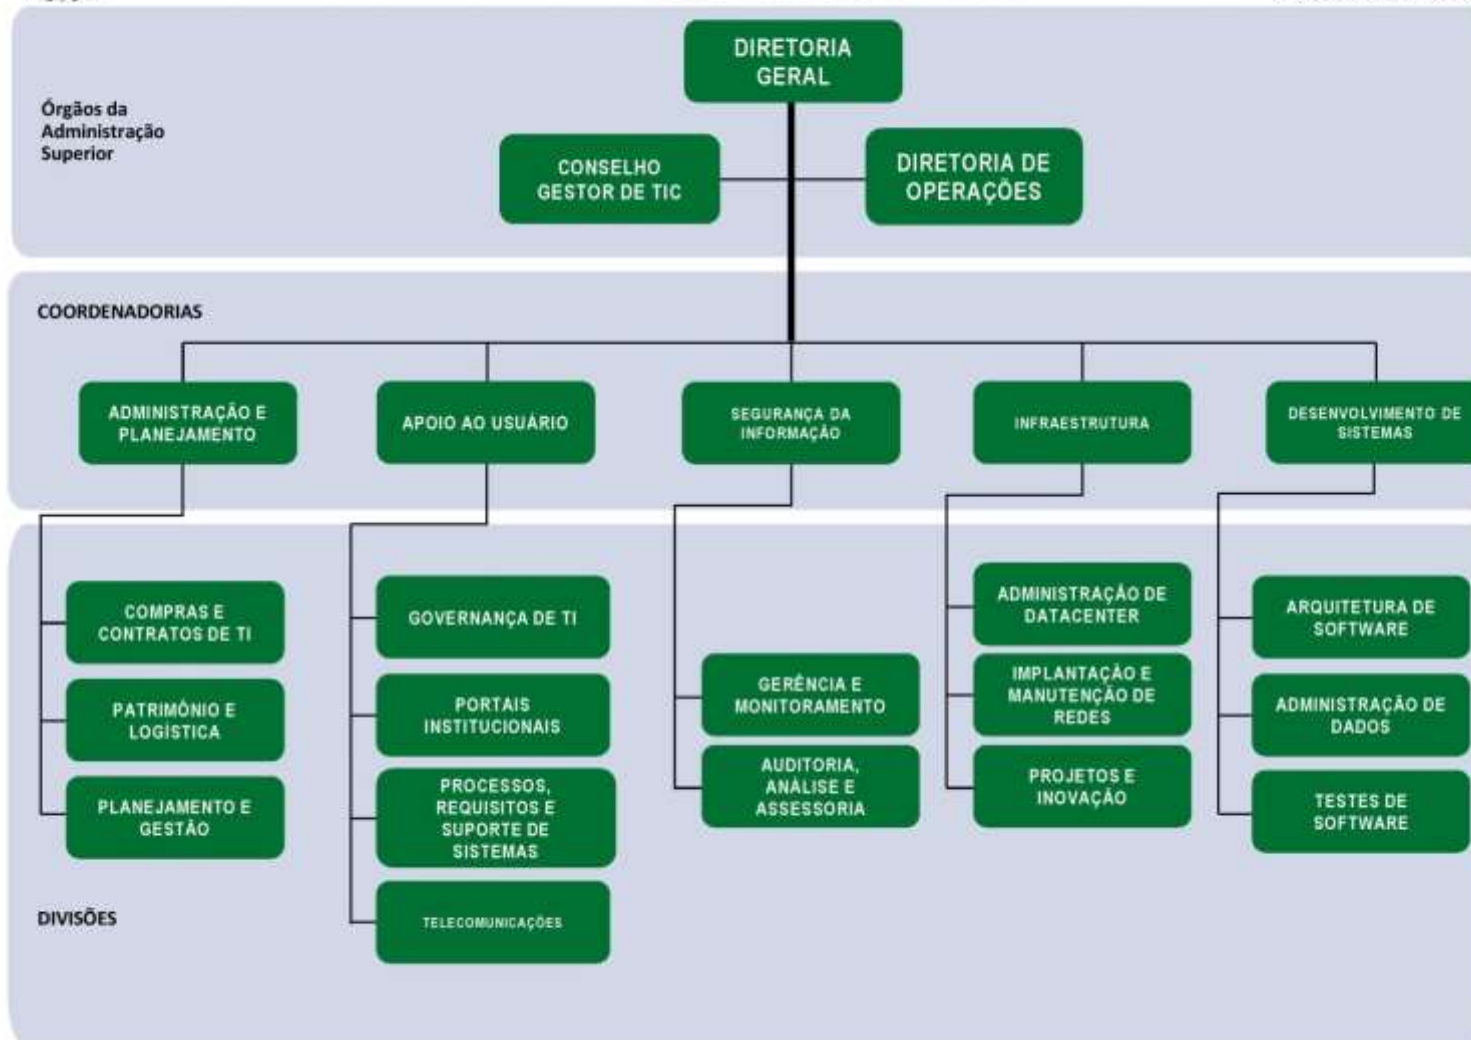 DIRETORIA
GERAL
Órgãos da
Administração
Superior
CONSELHO
GESTOR DE TIC
DIRETORIA DE
OPERAÇÕES
COORDENADORIAS
ADMINISTRAÇÃO E
PLANEJAMENTO
APOIO AO USUÁRIO
SEGURANÇA DA
INFORMAÇÃO
INFRAESTRUTURA
DESENVOLVIMENTO DE
SISTEMAS
COMPRAS E
CONTRATOS DE TI
PATRIMÔNIO E
LOGÍSTICA
PLANEJAMENTO E
GESTÃO
GOVERNANÇA DE TI
PORTAIS
INSTITUCIONAIS
PROCESSOS,
REQUISITOS E
SUPORTE DE
SISTEMAS
TELECOMUNICAÇÕES
GERÊNCIA E
MONITORAMENTO
AUDITORIA,
ANÁLISE E
ASSESSÓRIA
ADMINISTRAÇÃO DE
DATACENTER
IMPLANTAÇÃO E
MANUTENÇÃO DE
REDES
PROJETOS E
INOVAÇÃO
ARQUITETURA DE
SOFTWARE
ADMINISTRAÇÃO DE
DADOS
TESTES DE
SOFTWARE
DIVISÕES